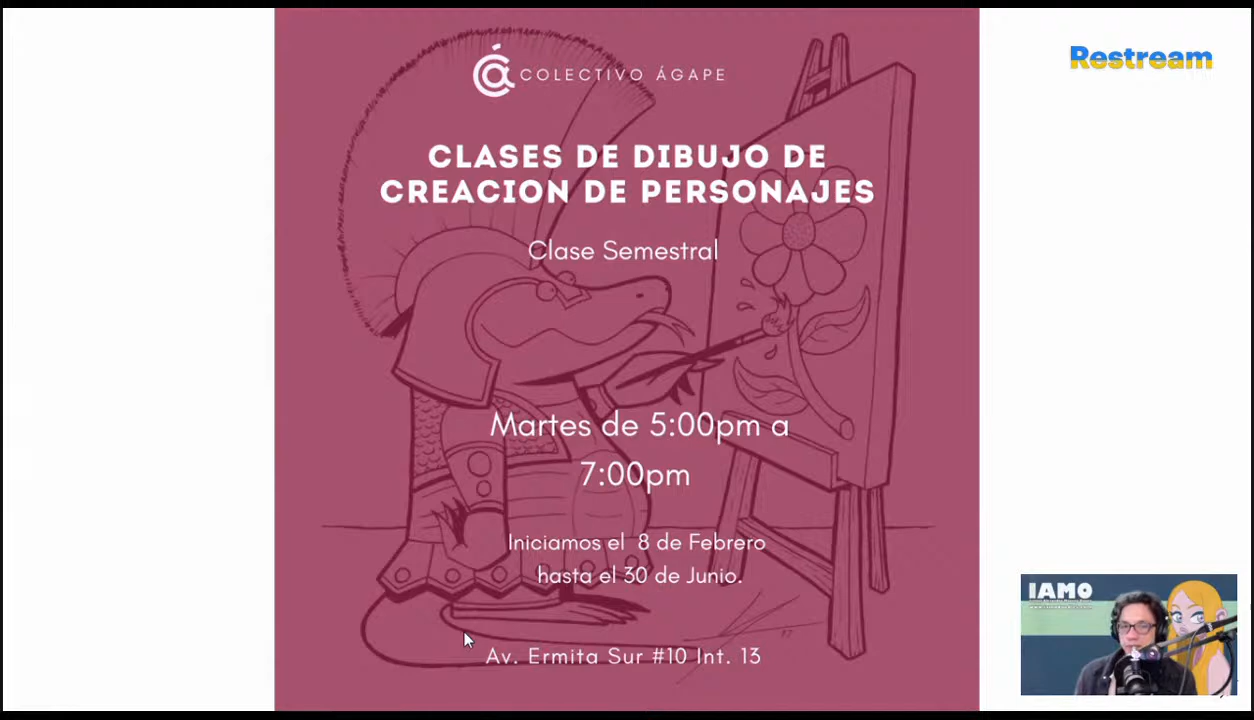 COLECTIVO ÁGAPE
Restream
CLASES DE DIBUJO DE
CREACION DE PERSONAJES
Clase Semestral
Martes de 5:00pm a
7:00pm
Iniciamos el 8 de Febrero
hasta el 30 de Junio.
Av. Ermita Sur #10 Int. 13
IAMO